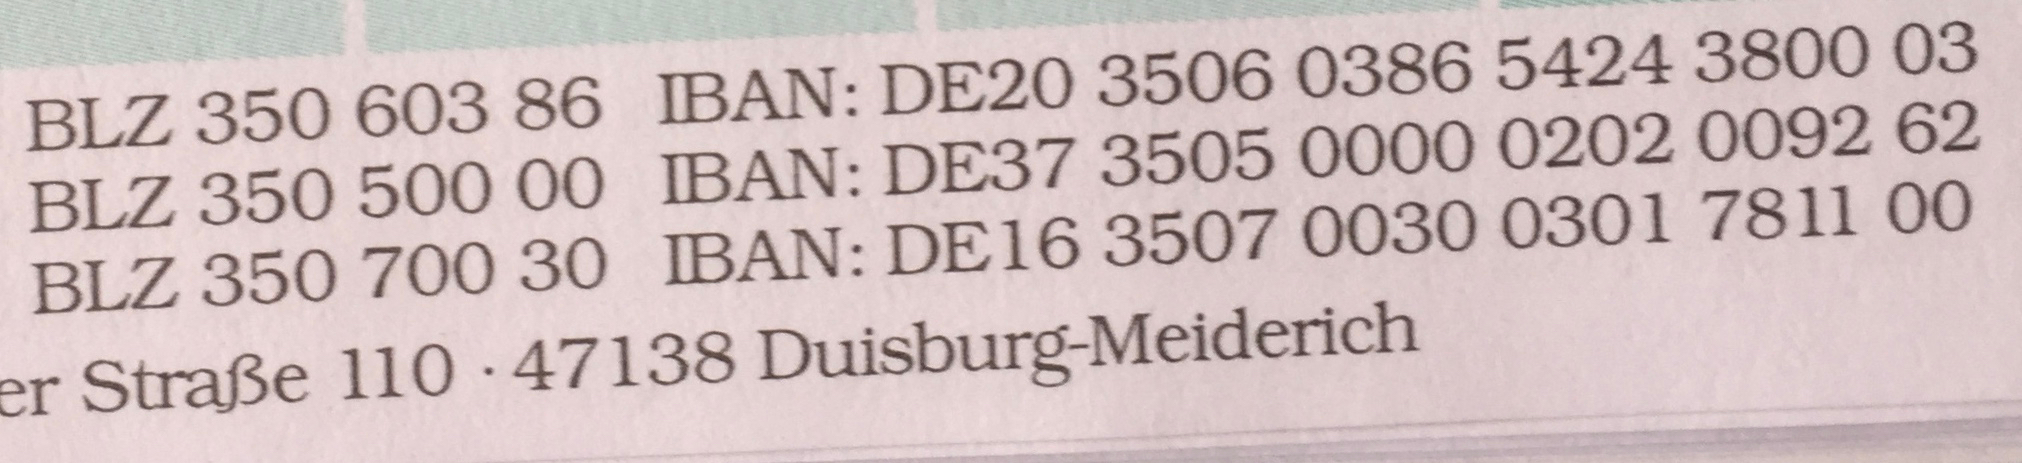 BLZ 350 603 86 IBAN: DE20 3506 0386 5424 3800 03
BLZ 350 500 00 IBAN: DE37 3505 0000 0202 0092 62
BLZ 350 700 30 IBAN: DE16 3507 0030 0301 7811 00
er Straße 110 · 47138 Duisburg-Meiderich